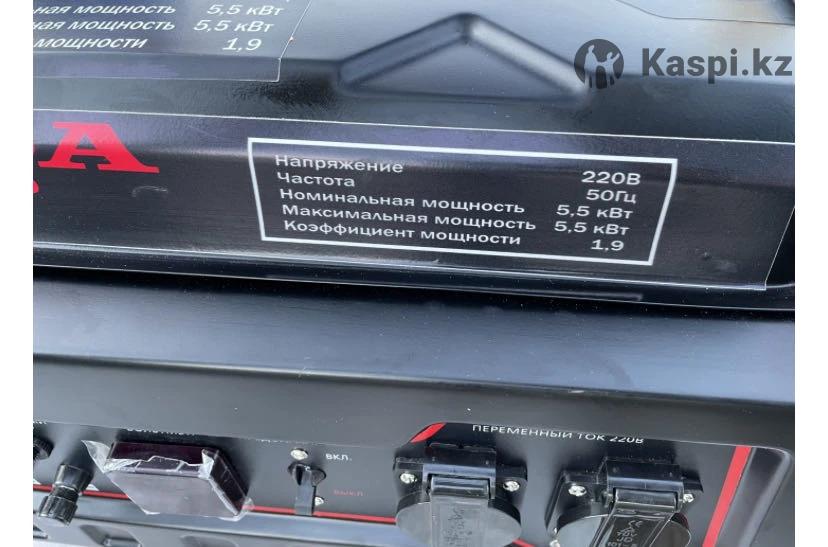 ная мощность 5,5 кВт
ная мощность 5,5 кВт
мощности 1,9
Kaspi.kz
А
Напряжение 220В
Частота 50Гц
Номинальная мощность 5,5 кВт
Максимальная мощность 5,5 кВт
Коэффициент мощности 1,9
ПЕРЕМЕННЫЙ ТОК 220В
ВКЛ.
ВЫКЛ